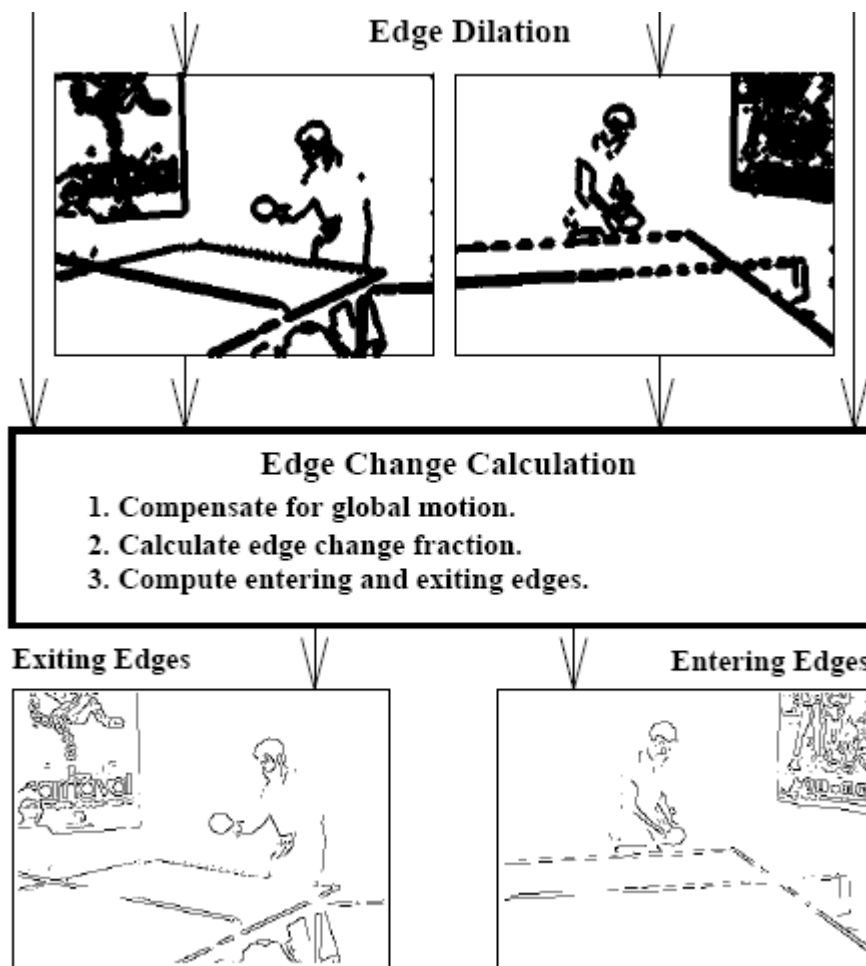 Edge Dilation
Edge Change Calculation
1. Compensate for global motion.
2. Calculate edge change fraction.
3. Compute entering and exiting edges.
Exiting Edges
Entering Edges